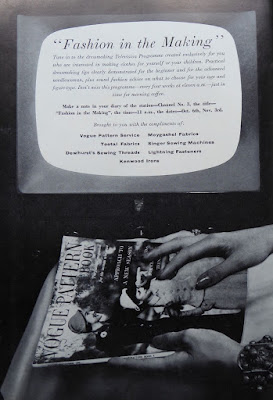 "Fashion in the Making"
Tune in to the dressmaking Television Programme created exclusively for you
who are interested in making clothes for yourself or your children. Practical
dressmaking tips clearly demonstrated for the beginner and for the advanced
needlewoman, plus sound fashion advice on what to choose for your age and
figure-type. Don't miss this programme—every four weeks at eleven a.m.—just in
time for morning coffee.
Make a note in your diary of the station—Channel No. 9, the title—
"Fashion in the Making", the time—11 a.m., the dates—Oct. 6th, Nov. 3rd.
Brought to you with the compliments of:
Vogue Pattern Service Moygashel Fabrics
Tootal Fabrics Singer Sewing Machines
Dewhurst's Sewing Threads Lightning Fasteners
Kenwood Irons
VOGUE PATTERN
BOOK
APPROACH TO
A NEW SEASON